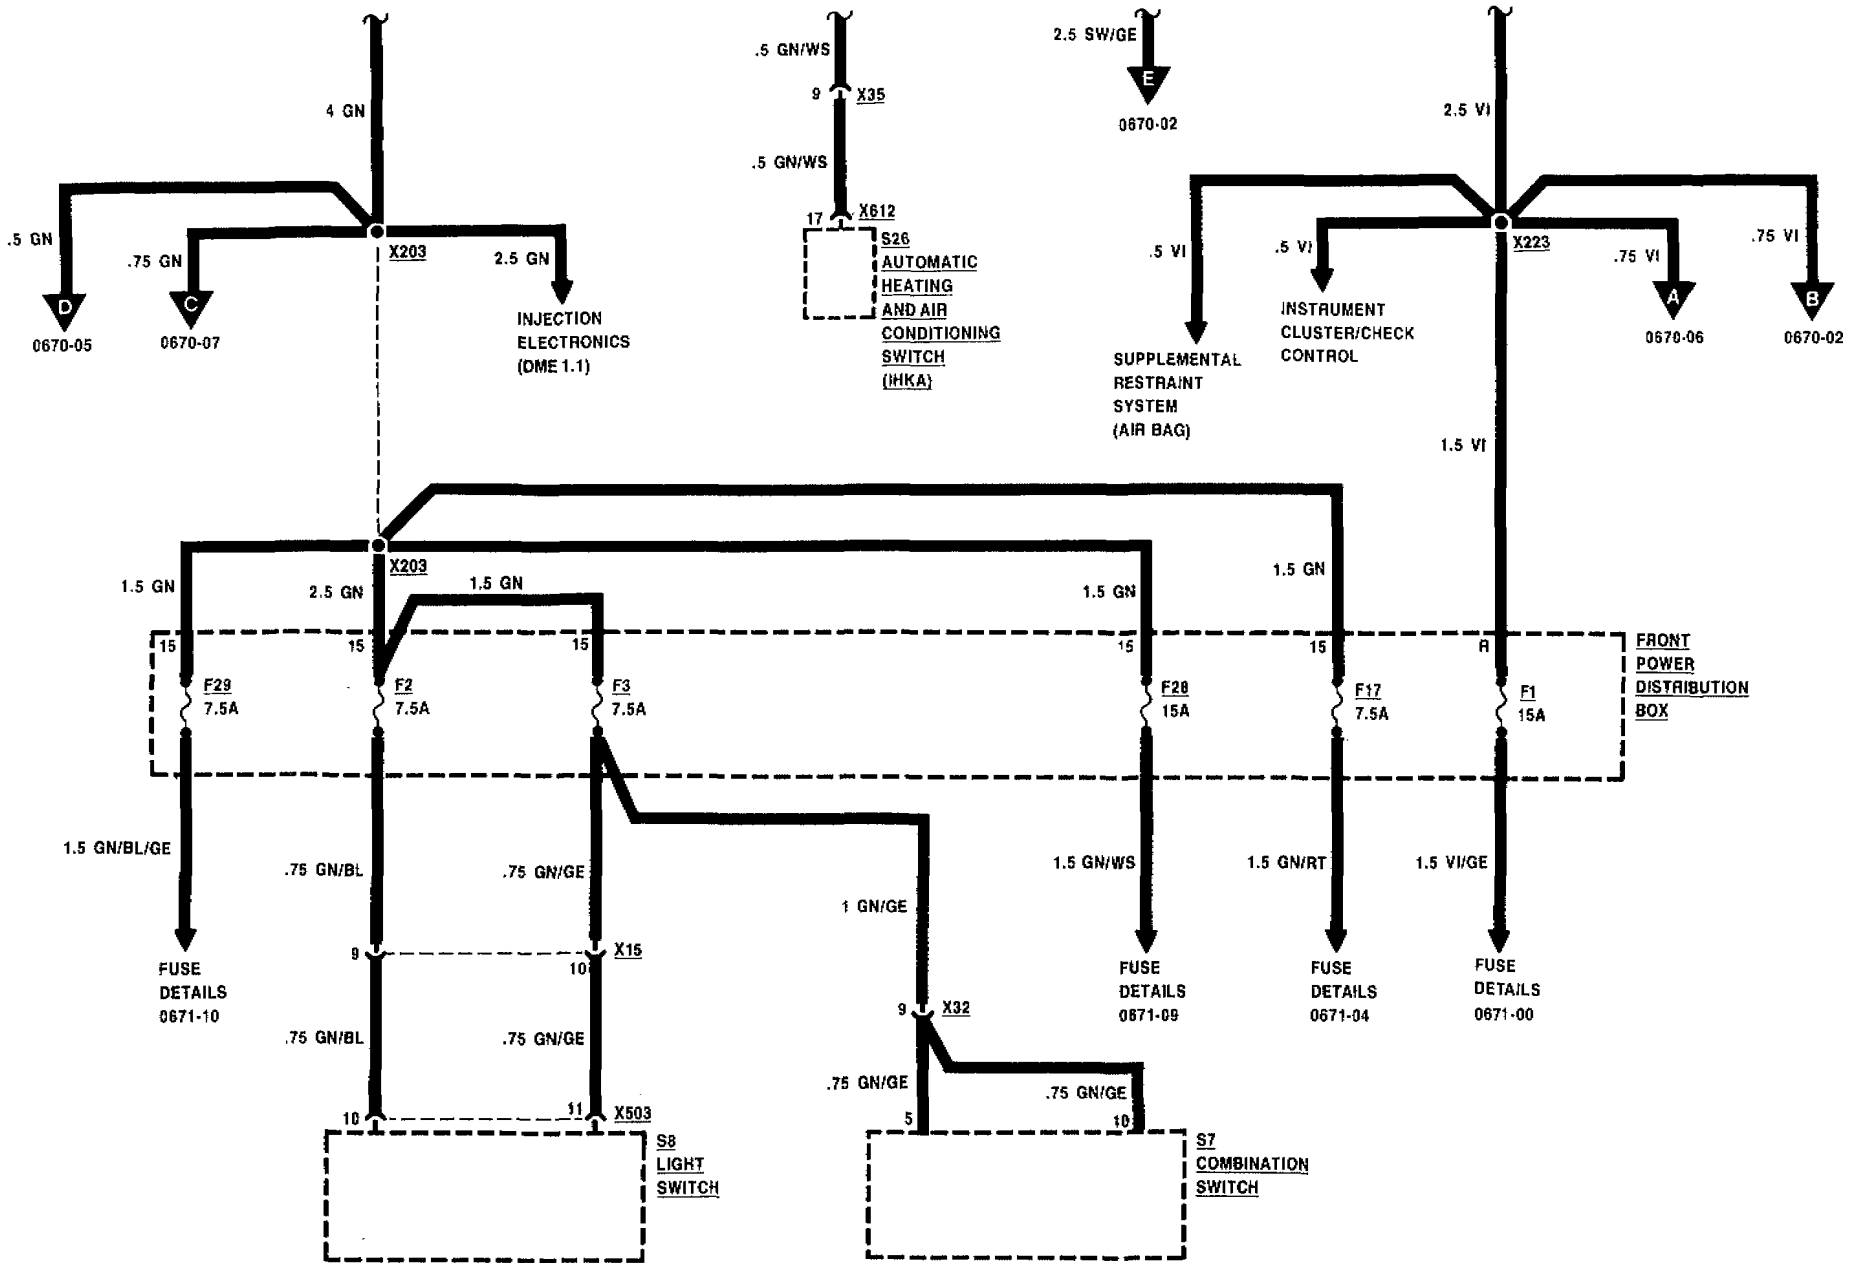 4 GN
.5 GN
D
0670-05
.75 GN
C
0670-07
X203
2.5 GN
INJECTION
ELECTRONICS
(DME 1.1)
.5 GN/WS
9
X35
.5 GN/WS
17
X612
S26
AUTOMATIC
HEATING
AND AIR
CONDITIONING
SWITCH
(IHKA)
2.5 SW/GE
E
0670-02
2.5 VI
X223
.5 VI
SUPPLEMENTAL
RESTRAINT
SYSTEM
(AIR BAG)
.5 VI
INSTRUMENT
CLUSTER/CHECK
CONTROL
.75 VI
A
0670-06
.75 VI
B
0670-02
1.5 VI
X203
1.5 GN
2.5 GN
1.5 GN
1.5 GN
1.5 GN
15
15
15
15
15
R
FRONT
POWER
DISTRIBUTION
BOX
F29
7.5A
F2
7.5A
F3
7.5A
F28
15A
F17
7.5A
F1
15A
1.5 GN/BL/GE
.75 GN/BL
.75 GN/GE
1 GN/GE
1.5 GN/WS
1.5 GN/RT
1.5 VI/GE
FUSE
DETAILS
0671-10
9
10
X15
FUSE
DETAILS
0671-09
FUSE
DETAILS
0671-04
FUSE
DETAILS
0671-00
9
X32
.75 GN/BL
.75 GN/GE
.75 GN/GE
.75 GN/GE
10
11
X503
5
10
S8
LIGHT
SWITCH
S7
COMBINATION
SWITCH